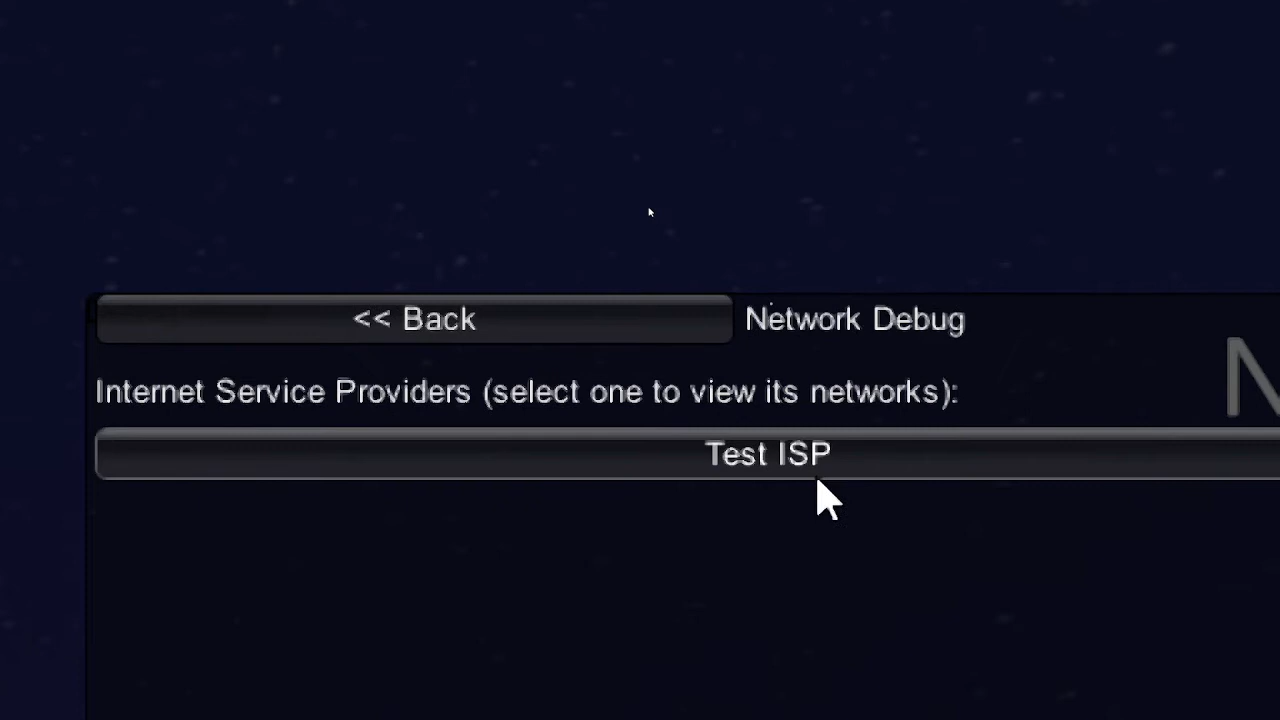 << Back
Network Debug
Internet Service Providers (select one to view its networks):
Test ISP